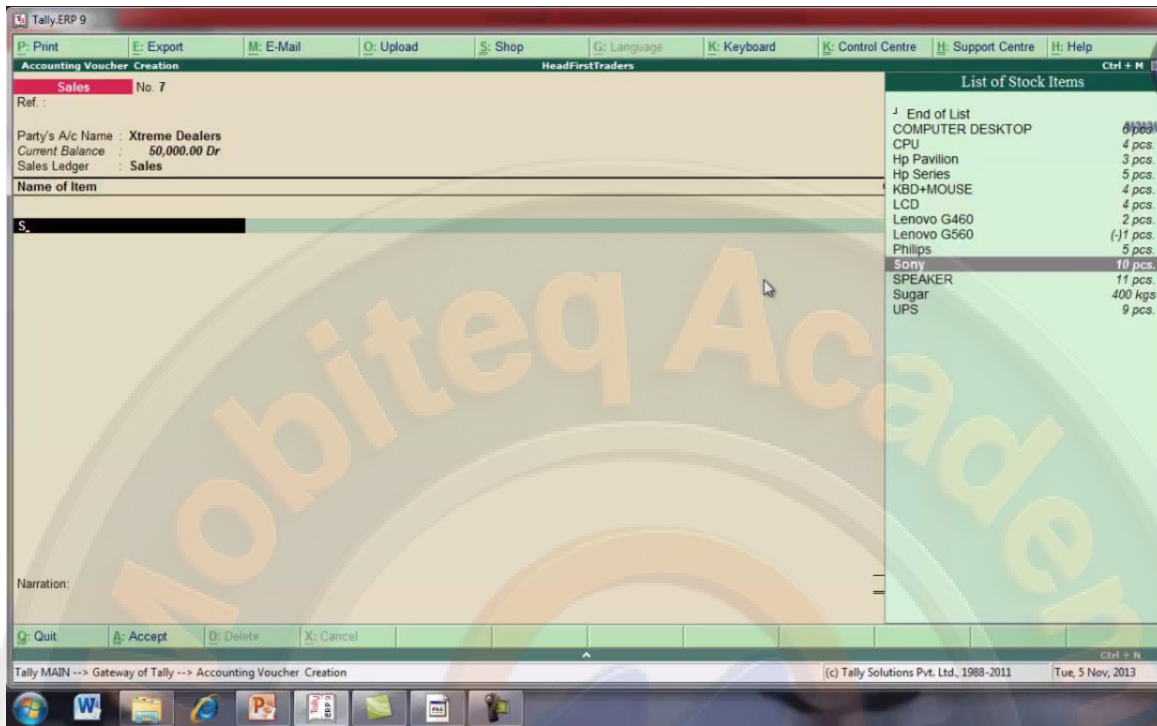 Tally.ERP 9
P: Print E: Export M: E-Mail O: Upload S: Shop G: Language K: Keyboard K: Control Centre H: Support Centre H: Help
Accounting Voucher Creation HeadFirstTraders Ctrl + M
Sales No. 7
Ref. :
Party's A/c Name : Xtreme Dealers
Current Balance : 50,000.00 Dr
Sales Ledger : Sales
Name of Item
S
List of Stock Items
End of List
COMPUTER DESKTOP
CPU 4 pcs.
Hp Pavilion 3 pcs.
Hp Series 5 pcs.
KBD+MOUSE 4 pcs.
LCD 4 pcs.
Lenovo G460 2 pcs.
Lenovo G560 (-)1 pcs.
Philips 5 pcs.
Sony 10 pcs.
SPEAKER 11 pcs.
Sugar 400 kgs
UPS 9 pcs.
Mobiteq Academ
Narration:
Q: Quit A: Accept D: Delete X: Cancel
Ctrl + N
Tally MAIN --> Gateway of Tally --> Accounting Voucher Creation (c) Tally Solutions Pvt. Ltd., 1988-2011 Tue, 5 Nov, 2013